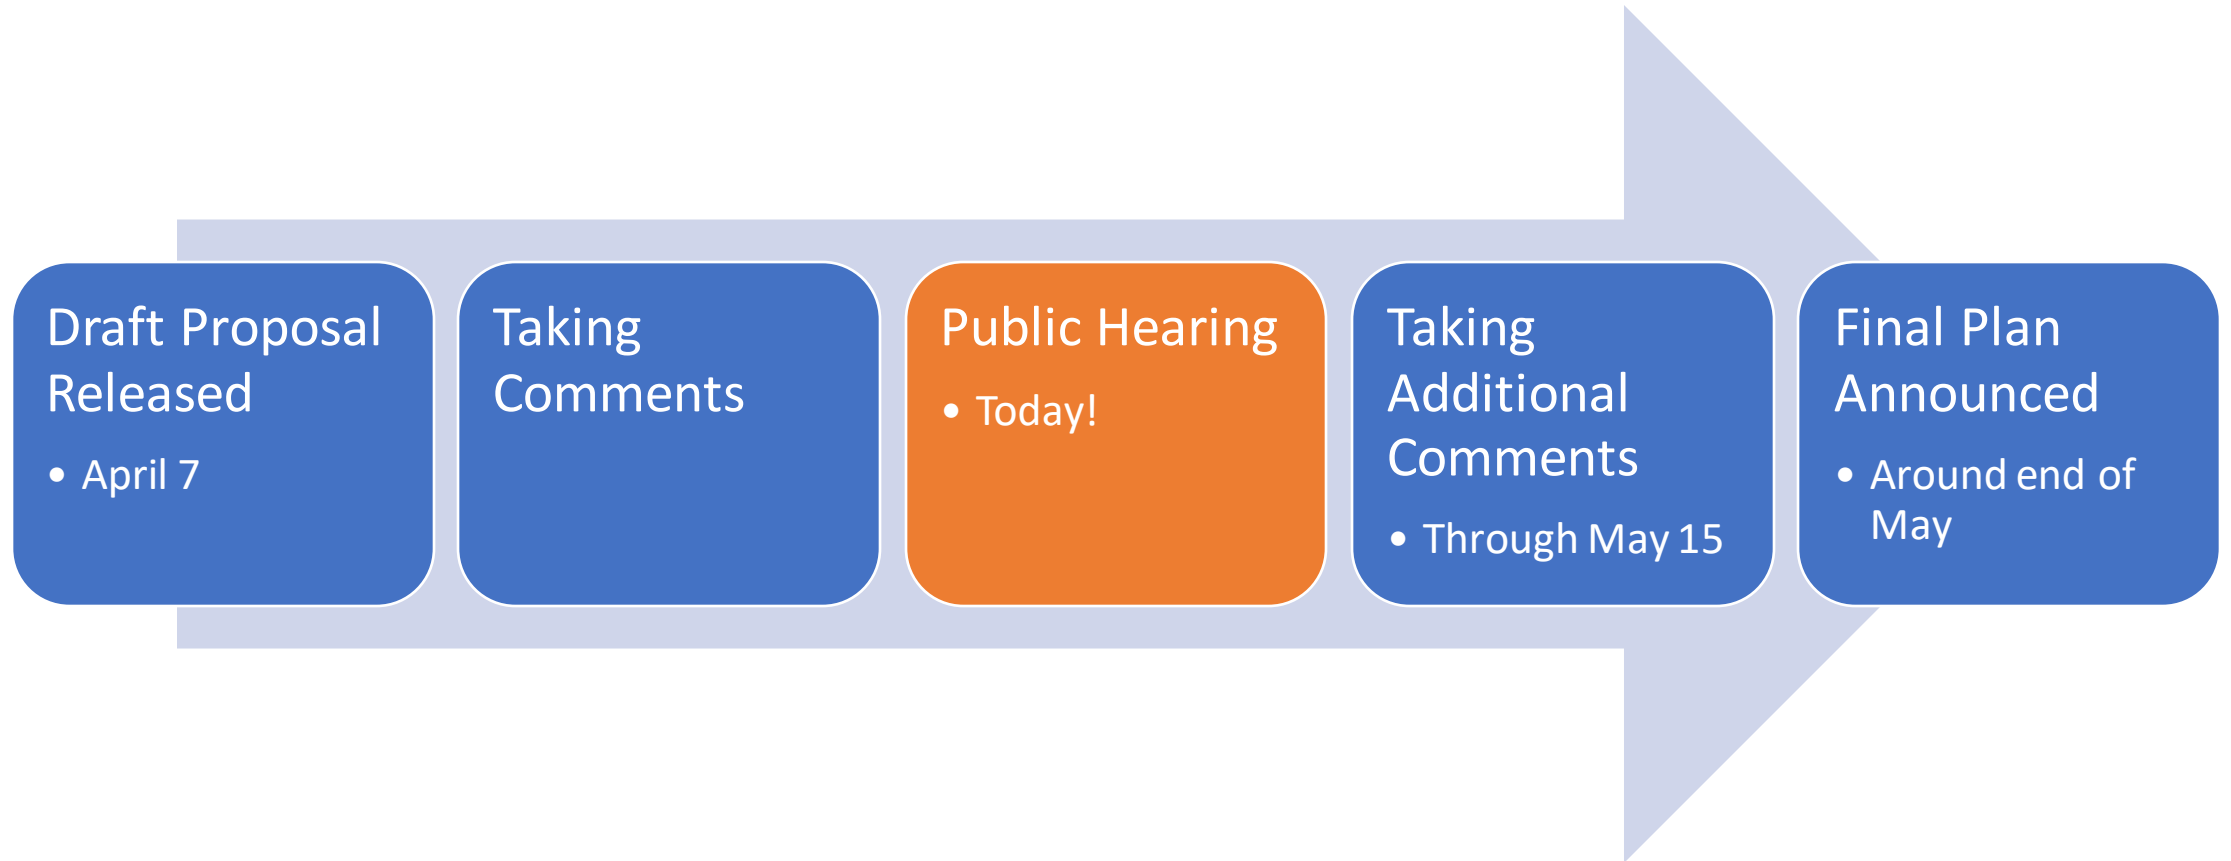 Draft Proposal
Released
• April 7
Taking
Comments
Public Hearing
• Today!
Taking
Additional
Comments
• Through May 15
Final Plan
Announced
• Around end of
May